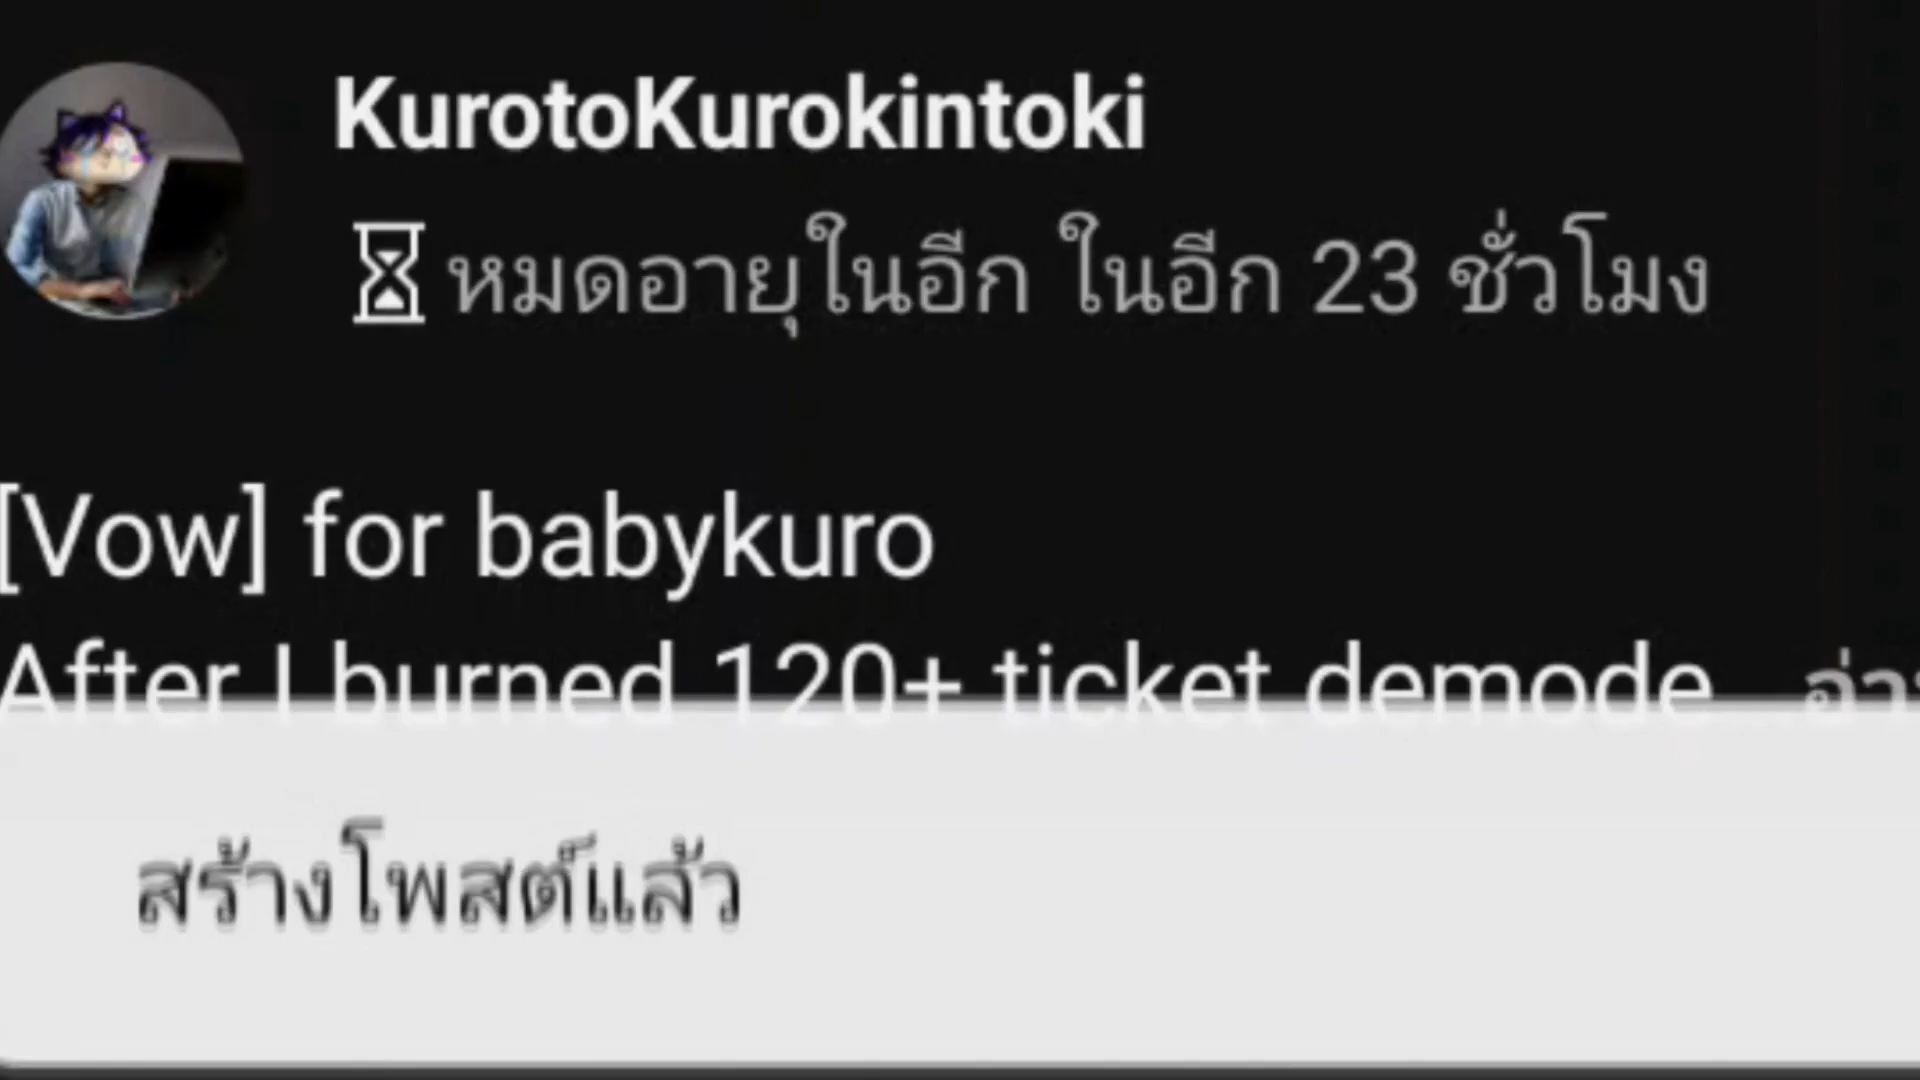 KurotoKurokintoki
หมดอายุในอีก ในอีก 23 ชั่วโมง
[Vow] for babykuro
After I burned 120+ ticket demode
สร้างโพสต์แล้ว